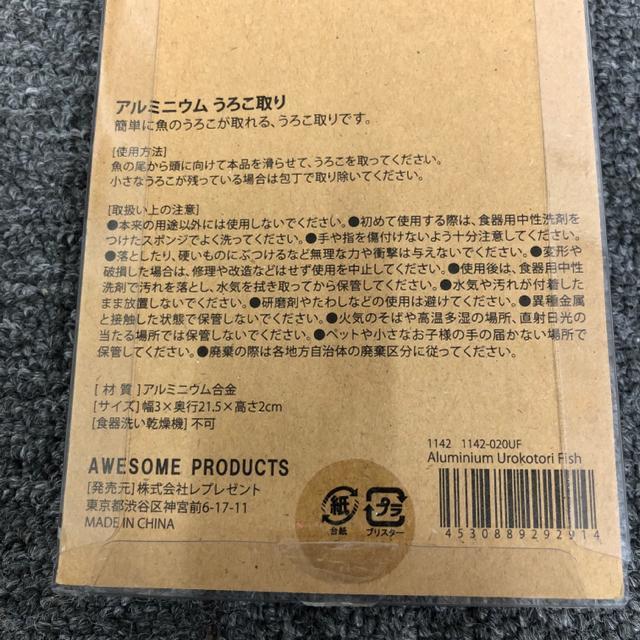 アルミニウム うろこ取り
簡単に魚のうろこが取れる、うろこ取りです。
[使用方法]
魚の尾から頭に向けて本品を滑らせて、うろこを取ってください。
小さなうろこが残っている場合は包丁で取り除いてください。
[取扱い上の注意]
●本来の用途以外には使用しないでください。●初めて使用する際は、食器用中性洗剤を
つけたスポンジでよく洗ってください。●手や指を傷付けないよう十分注意してください。
●落としたり、硬いものにぶつけるなど無理な力や衝撃は与えないでください。●変形や
破損した場合は、修理や改造などはせず使用を中止してください。●使用後は、食器用中性
洗剤で汚れを落とし、水気を拭き取ってから保管してください。●水気や汚れが付着した
まま放置しないでください。●研磨剤やたわしなどの使用は避けてください。●異種金属
と接触した状態で保管しないでください。●火気のそばや高温多湿の場所、直射日光の
当たる場所では保管しないでください。●ペットや小さなお子様の手の届かない場所で
保管してください。●廃棄の際は各地方自治体の廃棄区分に従ってください。
[ 材 質 ]アルミニウム合金
[サイズ]幅3×奥行21.5×高さ2cm
[食器洗い乾燥機] 不可
AWESOME PRODUCTS
[発売元]株式会社レプレゼント
東京都渋谷区神宮前6-17-11
MADE IN CHINA
紙
台紙
プラ
ブリスター
1142 1142-020UF
Aluminium Urokotori Fish
4530889292914